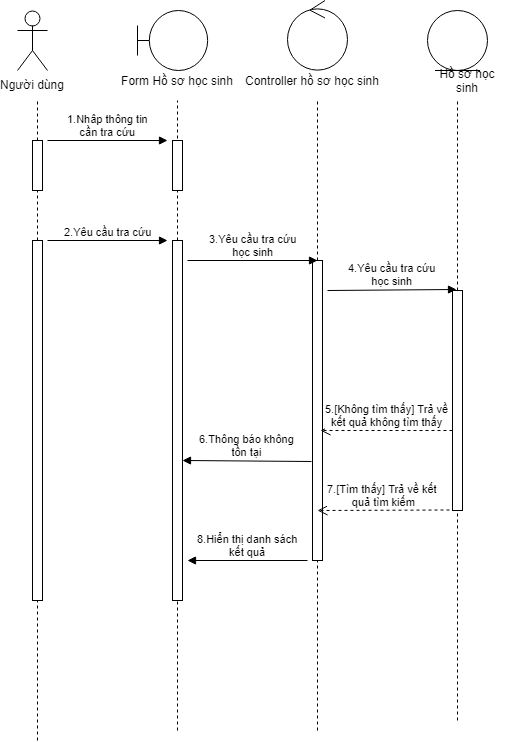 Người dùng
Form Hồ sơ học sinh
Controller hồ sơ học sinh
Hồ sơ học
sinh
1.Nhâp thông tin
cần tra cứu
2.Yêu cầu tra cứu
3.Yêu cầu tra cứu
học sinh
4.Yêu cầu tra cứu
học sinh
5.[Không tìm thấy] Trả về
kết quả không tìm thấy
6.Thông báo không
tồn tại
7.[Tìm thấy] Trả về kết
quả tìm kiếm
8.Hiển thị danh sách
kết quả